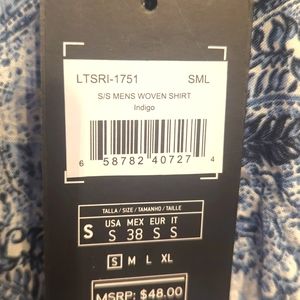 LTSRI-1751 SML
S/S MENS WOVEN SHIRT
Indigo
6 58782 40727 4
TALLA / SIZE / TAMANHO / TAILLE
S USA MEX EUR IT
S 38 S S
S M L XL
MSRP: $48.00